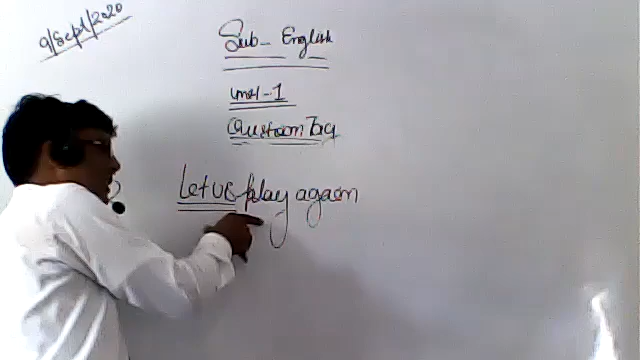 9/Sept/2020
Sub- English
Unit-1
Question Tag
Let us play again